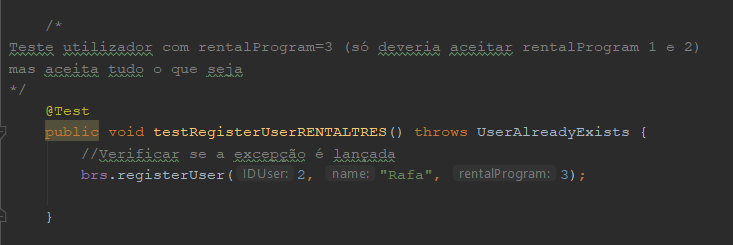 /*
Teste utilizador com rentalProgram=3 (só deveria aceitar rentalProgram 1 e 2)
mas aceita tudo o que seja
*/
@Test
public void testRegisterUserRENTALTRES() throws UserAlreadyExists {
//Verificar se a excepção é lançada
brs.registerUser( IDUser: 2, name: "Rafa", rentalProgram: 3);
}